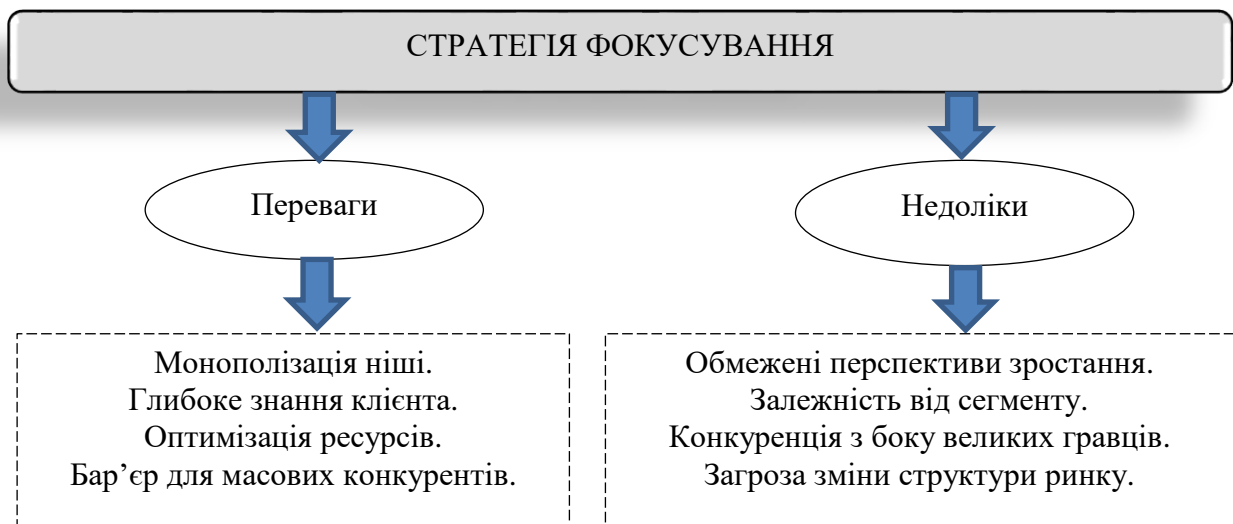 СТРАТЕГІЯ ФОКУСУВАННЯ
Переваги
Недоліки
Монополізація ніші.
Глибоке знання клієнта.
Оптимізація ресурсів.
Бар’єр для масових конкурентів.
Обмежені перспективи зростання.
Залежність від сегменту.
Конкуренція з боку великих гравців.
Загроза зміни структури ринку.